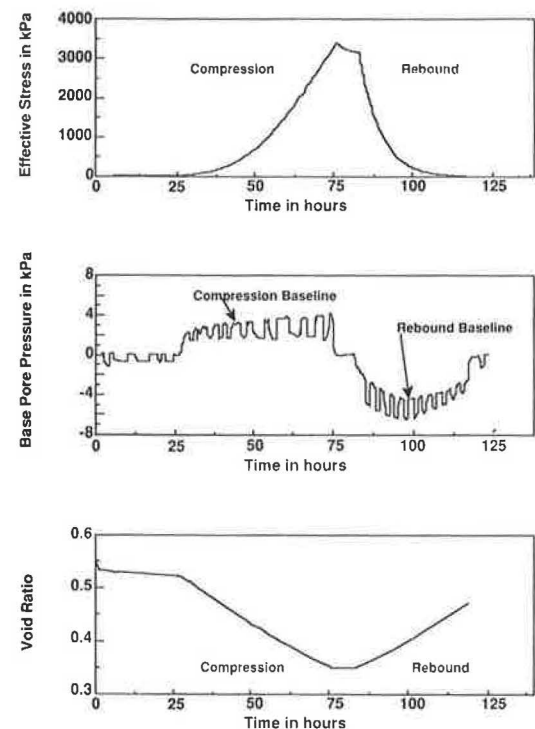 Effective Stress in kPa
4000
3000
2000
1000
0
Compression
Rebound
0 25 50 75 100 125
Time in hours
Base Pore Pressure in kPa
8
4
0
-4
-8
Compression Baseline
Rebound Baseline
0 25 50 75 100 125
Time in hours
Void Ratio
0.6
0.5
0.4
0.3
Compression
Rebound
0 25 50 75 100 125
Time in hours